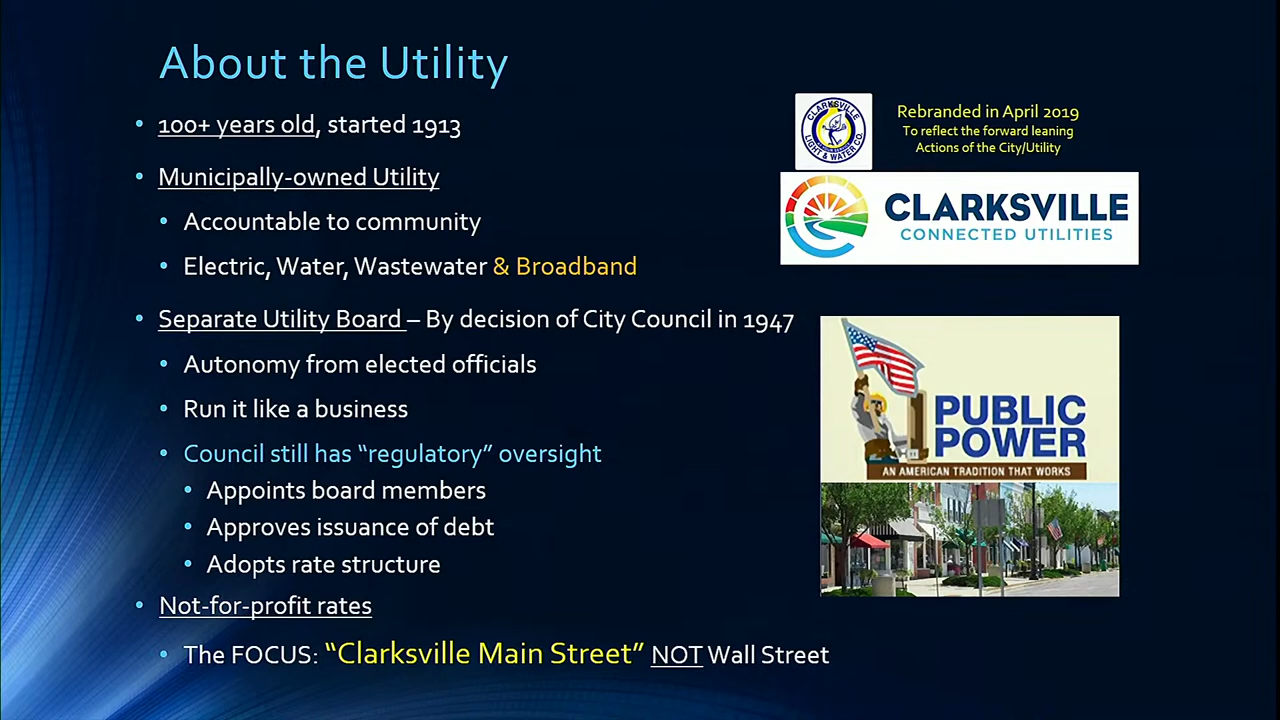 About the Utility
100+ years old, started 1913
Municipally-owned Utility
Accountable to community
Electric, Water, Wastewater & Broadband
Separate Utility Board – By decision of City Council in 1947
Autonomy from elected officials
Run it like a business
Council still has “regulatory” oversight
Appoints board members
Approves issuance of debt
Adopts rate structure
Not-for-profit rates
The FOCUS: “Clarksville Main Street” NOT Wall Street
CLARKSVILLE
LIGHT & WATER CO.
Rebranded in April 2019
To reflect the forward leaning
Actions of the City/Utility
CLARKSVILLE
CONNECTED UTILITIES
PUBLIC
POWER
AN AMERICAN TRADITION THAT WORKS